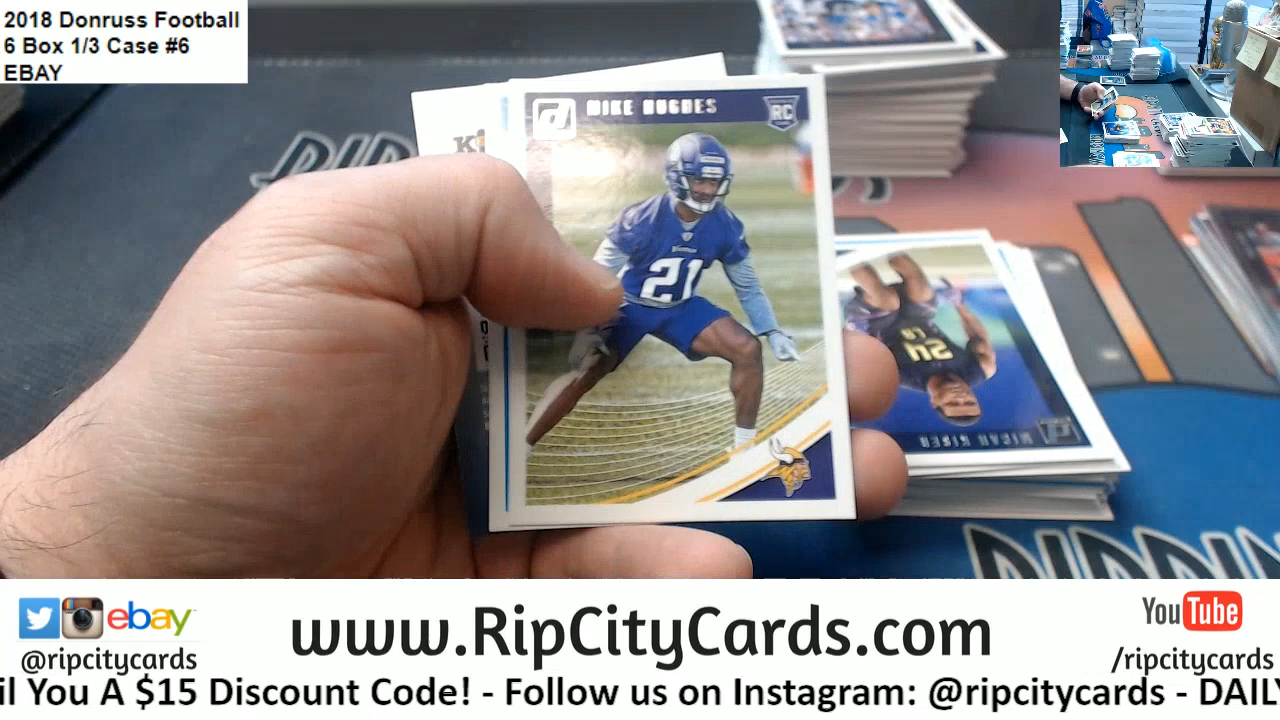 2018 Donruss Football
6 Box 1/3 Case #6
EBAY
MIKE HUGHES
RC
21
24
LA
MICAH KISER
ebay
@ripcitycards
www.RipCityCards.com
YouTube
/ripcitycards
il You A $15 Discount Code! - Follow us on Instagram: @ripcitycards - DAILY